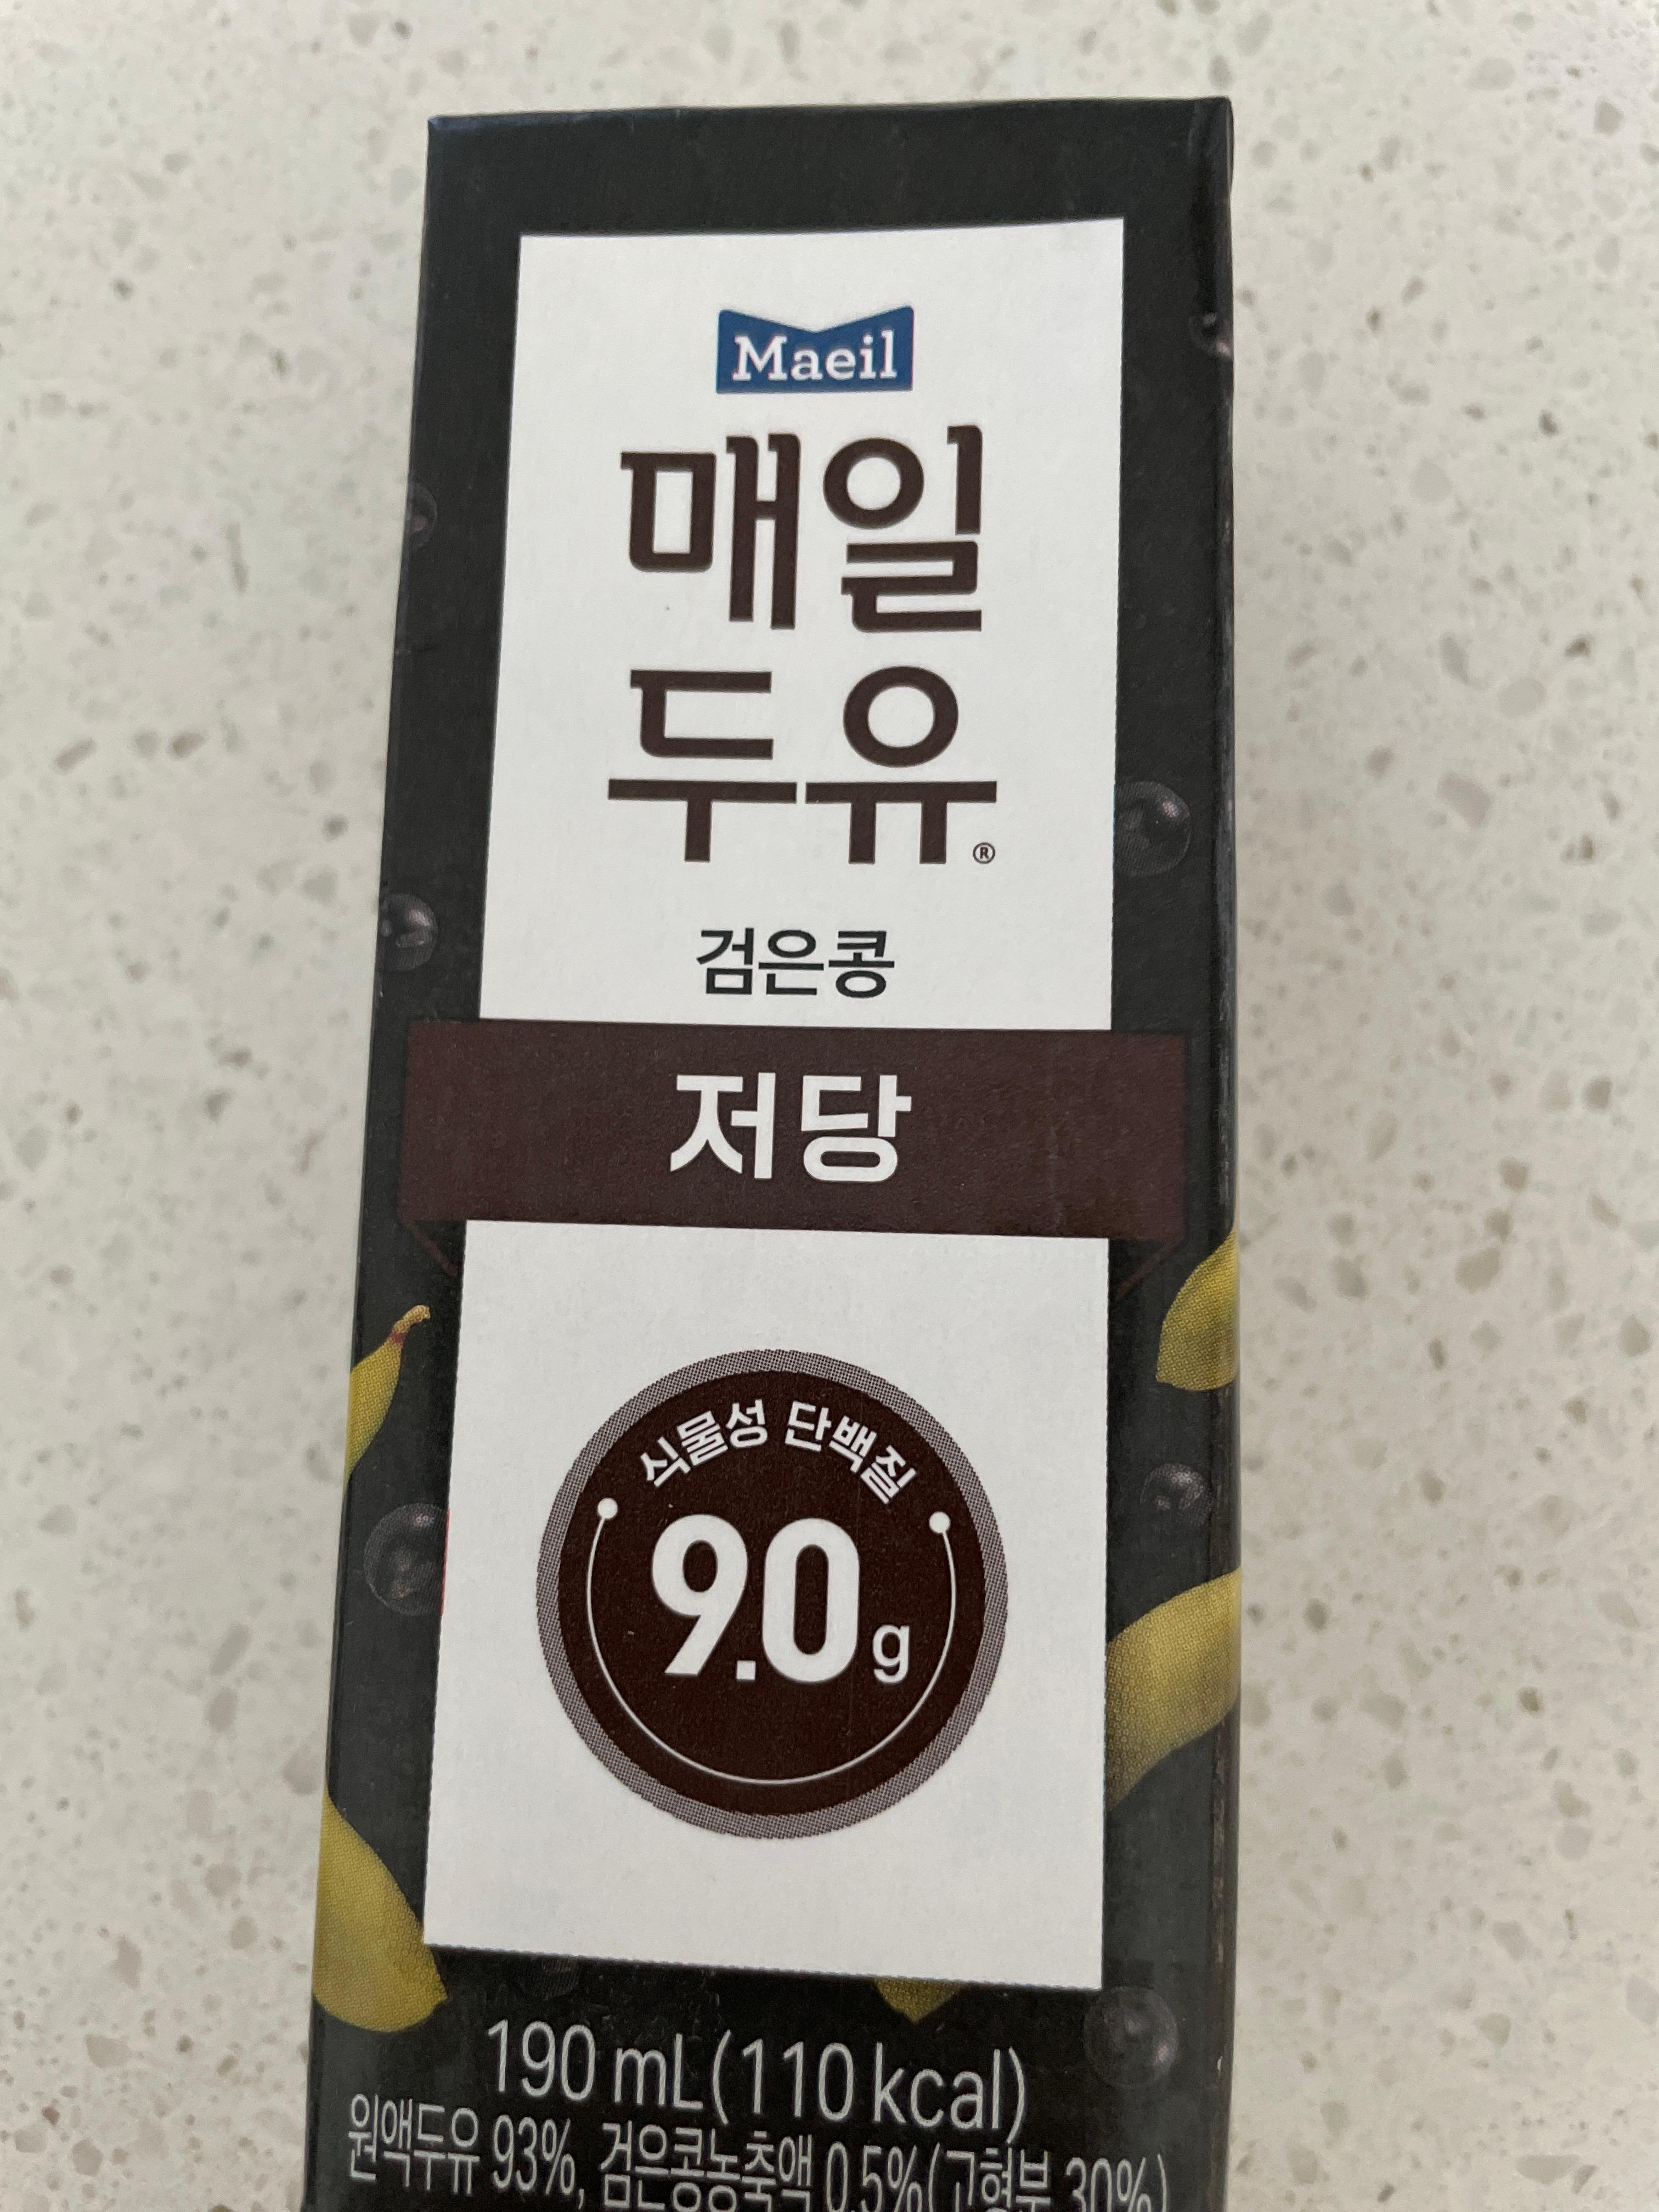 Maeil
매일
두유®
검은콩
저당
식물성 단백질
9.0 g
190 mL(110 kcal)
원액두유 93%, 검은콩농축액 0.5%(고형분 30%)